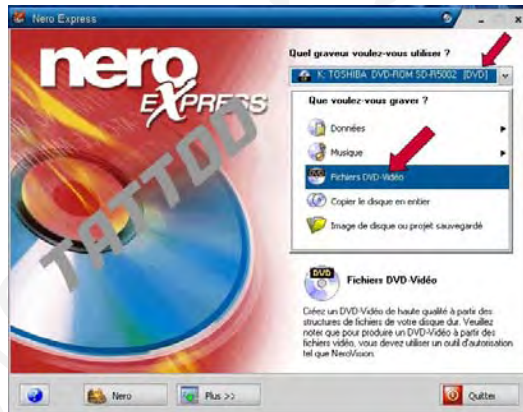 Nero Express
nero
EXPRESS
TATTOO
Quel graveur voulez-vous utiliser ?
K: TOSHIBA DVD-ROM SD-R5002 [DVD]
Que voulez-vous graver ?
Données
Musique
DVD
Fichiers DVD-Vidéo
Copier le disque en entier
Image de disque ou projet sauvegardé
DVD
Fichiers DVD-Vidéo
Créez un DVD-Vidéo de haute qualité à partir des
structures de fichiers de votre disque dur. Veuillez
noter que pour produire un DVD-Vidéo à partir des
fichiers vidéo, vous devez utiliser un outil d'autorisation
tel que NeroVision.
Nero
Plus >>
Quitter